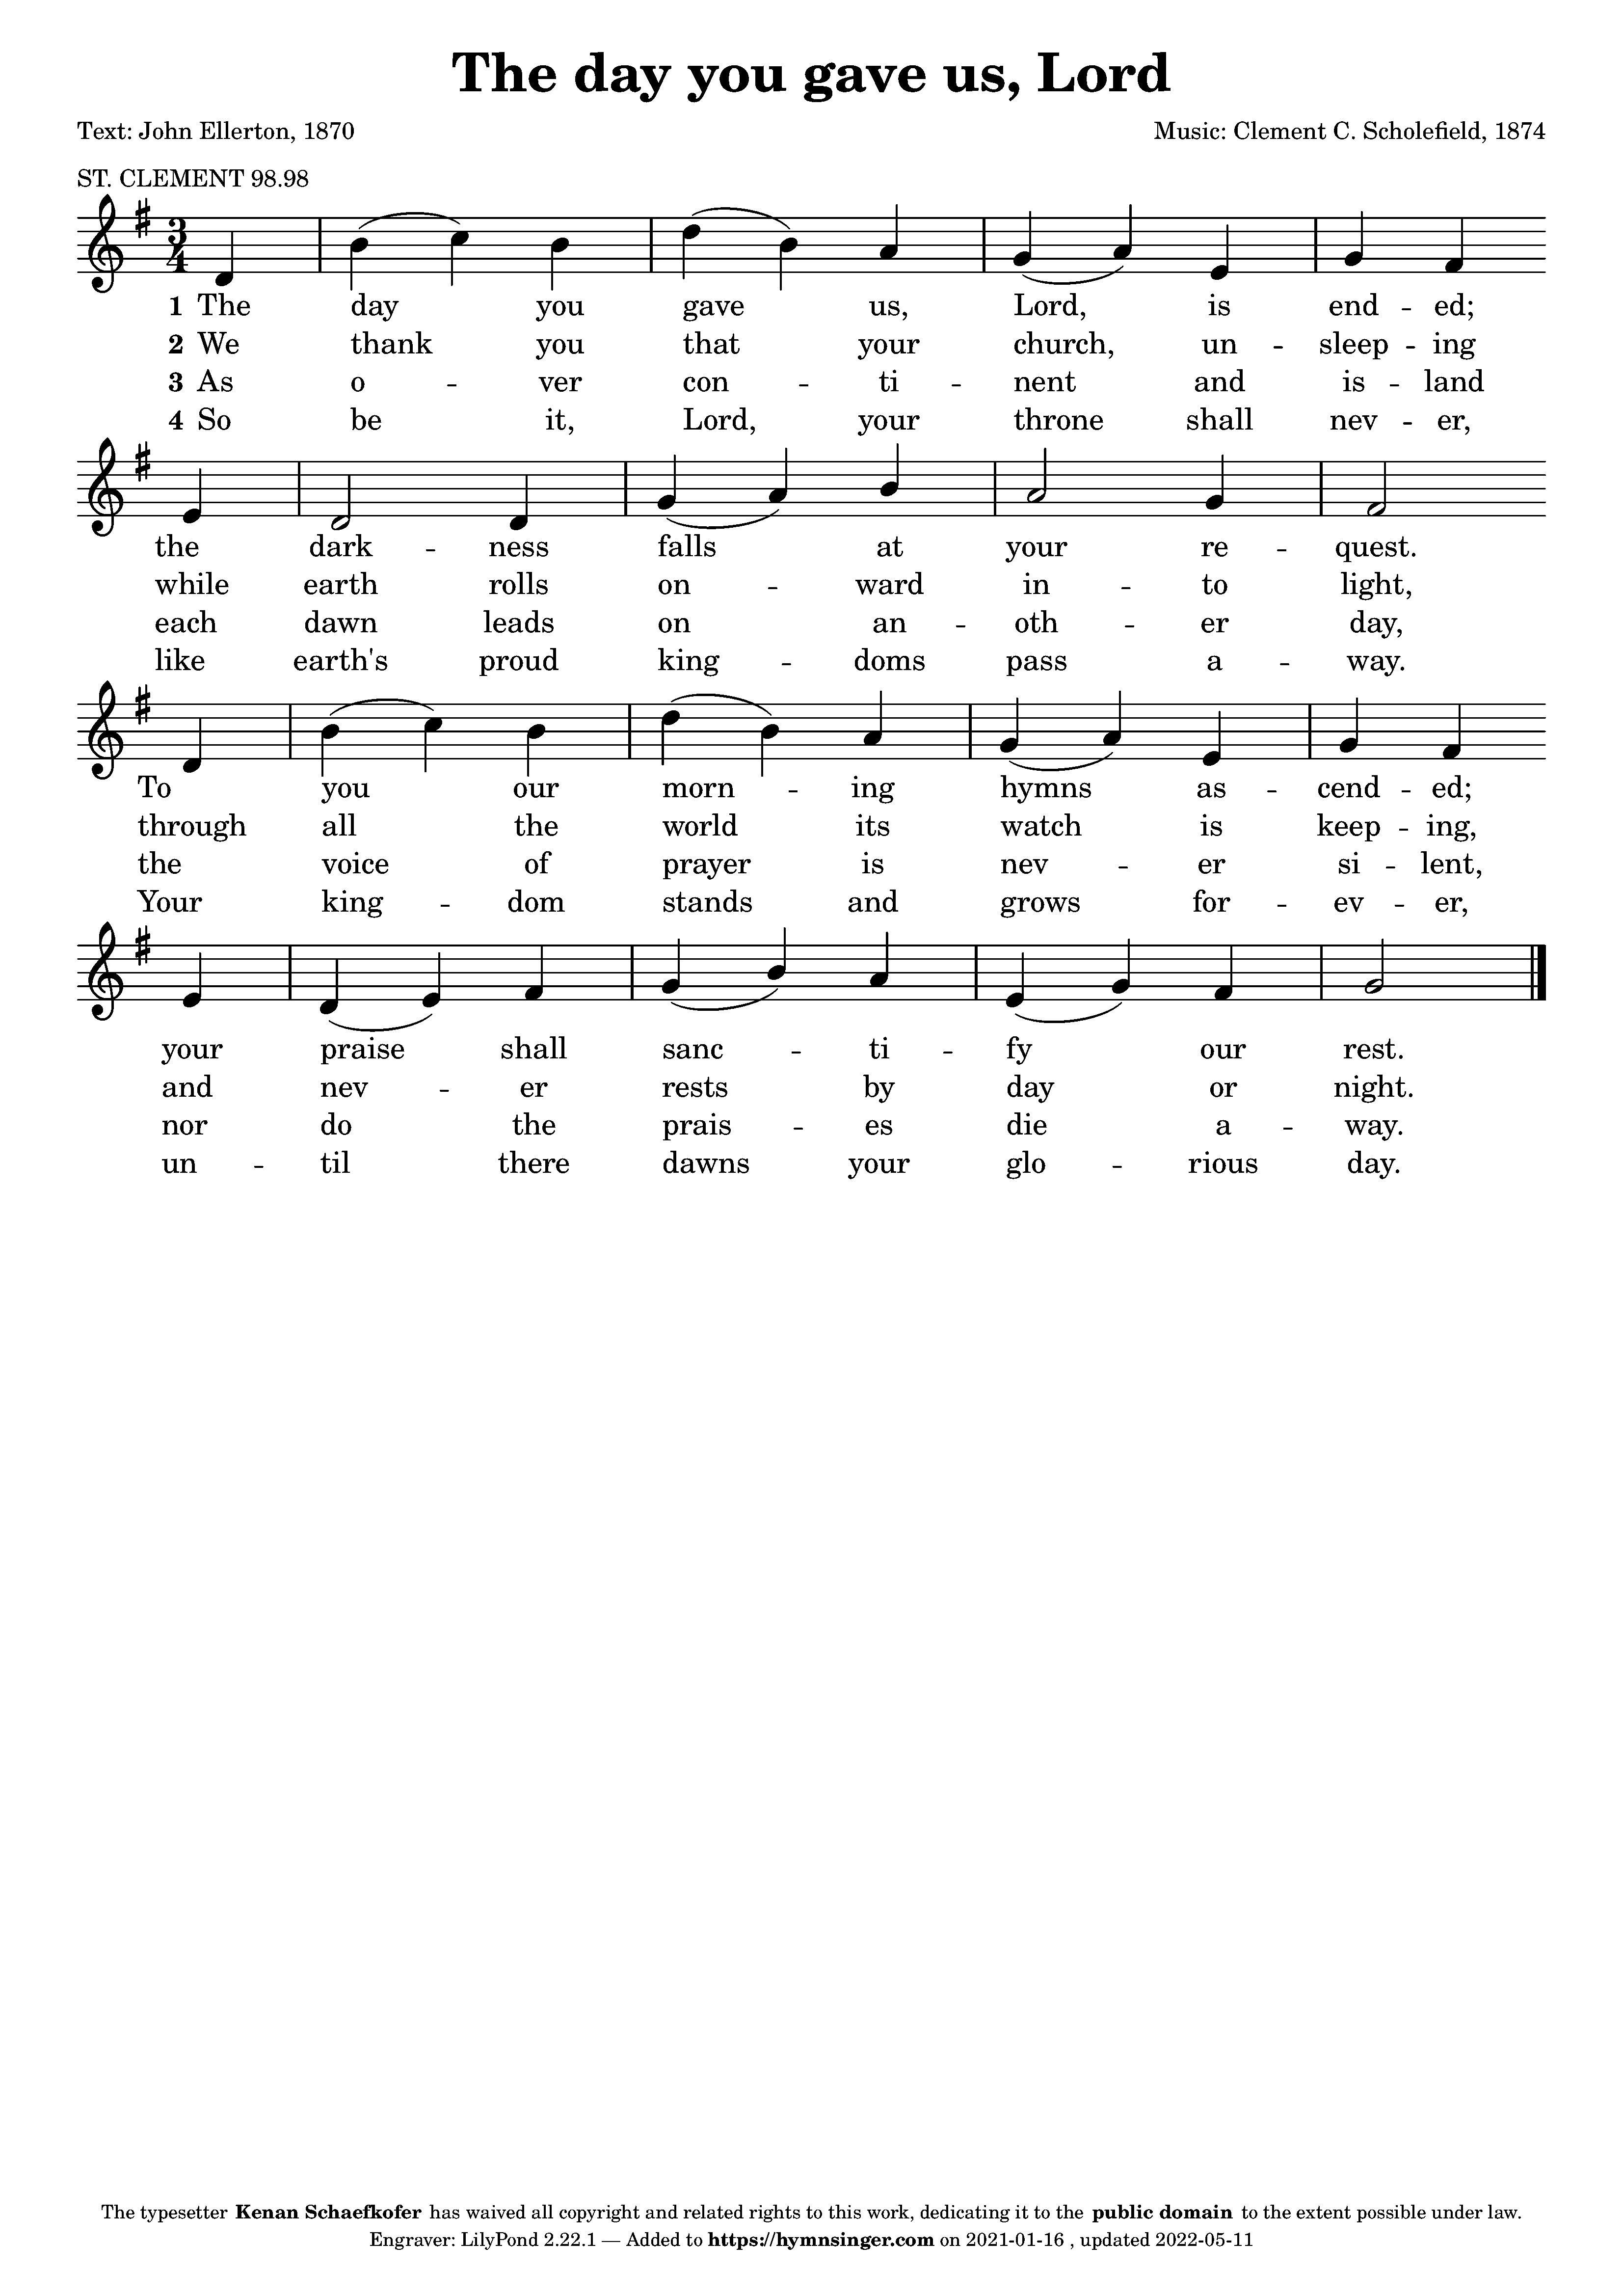 The day you gave us, Lord
Text: John Ellerton, 1870 Music: Clement C. Scholefield, 1874
ST. CLEMENT 98.98
3
4
1 The day you gave us, Lord, is end -- ed;
2 We thank you that your church, un -- sleep -- ing
3 As o -- ver con -- ti -- nent and is -- land
4 So be it, Lord, your throne shall nev -- er,
the dark -- ness falls at your re -- quest.
while earth rolls on -- ward in -- to light,
each dawn leads on an -- oth -- er day,
like earth's proud king -- doms pass a -- way.
To you our morn -- ing hymns as -- cend -- ed;
through all the world its watch is keep -- ing,
the voice of prayer is nev -- er si -- lent,
Your king -- dom stands and grows for -- ev -- er,
your praise shall sanc -- ti -- fy our rest.
and nev -- er rests by day or night.
nor do the prais -- es die a -- way.
un -- til there dawns your glo -- rious day.
The typesetter Kenan Schaefkofer has waived all copyright and related rights to this work, dedicating it to the public domain to the extent possible under law.
Engraver: LilyPond 2.22.1 — Added to https://hymnsinger.com on 2021-01-16 , updated 2022-05-11